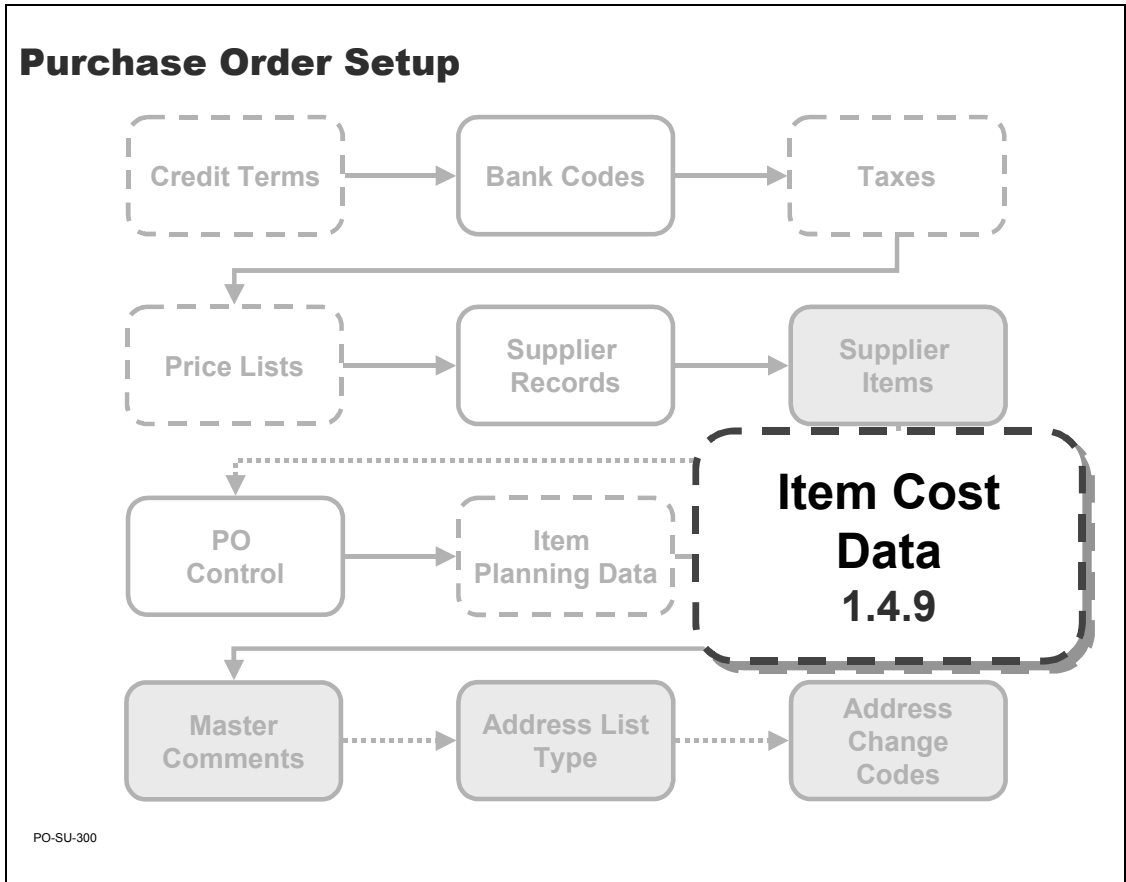 Purchase Order Setup
Credit Terms
Bank Codes
Taxes
Price Lists
Supplier
Records
Supplier
Items
PO
Control
Item
Planning Data
Item Cost
Data
1.4.9
Master
Comments
Address List
Type
Address
Change
Codes
PO-SU-300